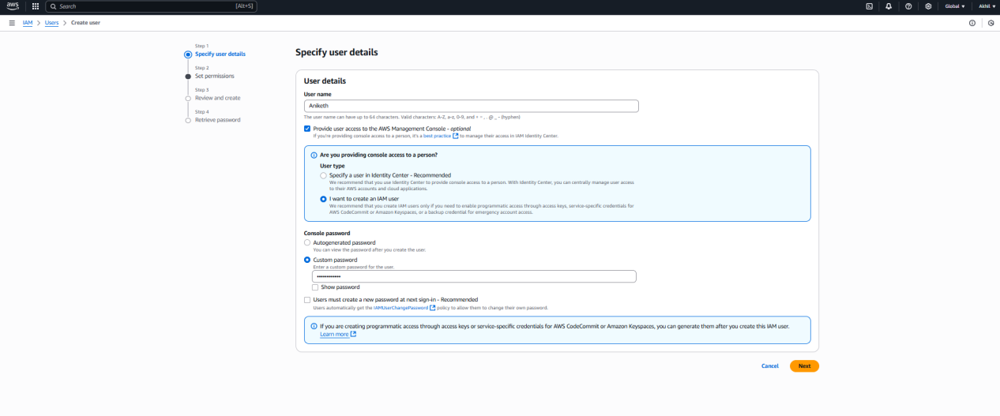 aws
Search
[Alt+S]
Global ▼
Akhil ▼
IAM > Users > Create user
Step 1
Specify user details
Step 2
Set permissions
Step 3
Review and create
Step 4
Retrieve password
Specify user details
User details
User name
Aniketh
The user name can have up to 64 characters. Valid characters: A-Z, a-z, 0-9, and + = , . @ _ - (hyphen)
Provide user access to the AWS Management Console - optional
If you're providing console access to a person, it's a best practice to manage their access in IAM Identity Center.
Are you providing console access to a person?
User type
Specify a user in Identity Center - Recommended
We recommend that you use Identity Center to provide console access to a person. With Identity Center, you can centrally manage user access
to their AWS accounts and cloud applications.
I want to create an IAM user
We recommend that you create IAM users only if you need to enable programmatic access through access keys, service-specific credentials for
AWS CodeCommit or Amazon Keyspaces, or a backup credential for emergency account access.
Console password
Autogenerated password
You can view the password after you create the user.
Custom password
Enter a custom password for the user.
••••••••••••
Show password
Users must create a new password at next sign-in - Recommended
Users automatically get the IAMUserChangePassword policy to allow them to change their own password.
If you are creating programmatic access through access keys or service-specific credentials for AWS CodeCommit or Amazon Keyspaces, you can generate them after you create this IAM user.
Learn more
Cancel
Next